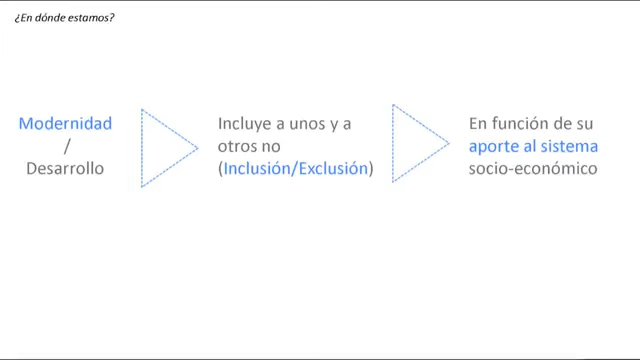 ¿En dónde estamos?
Modernidad
/
Desarrollo
Incluye a unos y a
otros no
(Inclusión/Exclusión)
En función de su
aporte al sistema
socio-económico